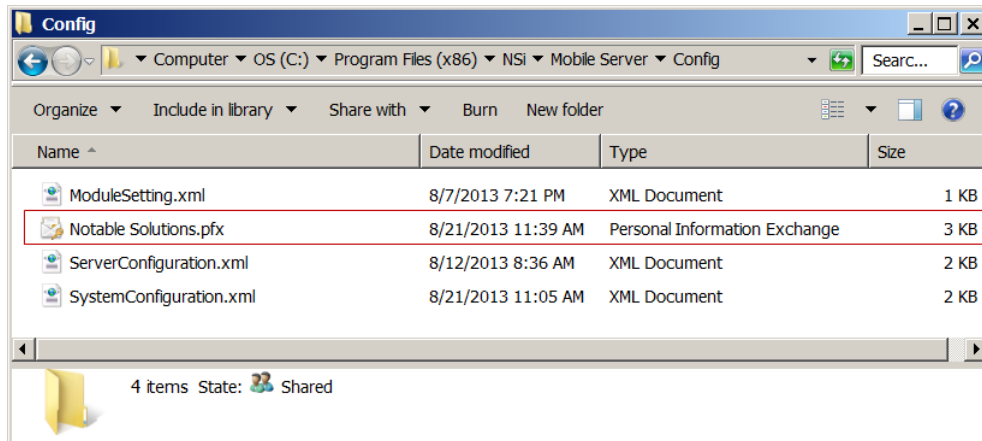 Config
Computer OS (C:) Program Files (x86) NSi Mobile Server Config Searc...
Organize Include in library Share with Burn New folder
Name Date modified Type Size
ModuleSetting.xml 8/7/2013 7:21 PM XML Document 1 KB
Notable Solutions.pfx 8/21/2013 11:39 AM Personal Information Exchange 3 KB
ServerConfiguration.xml 8/12/2013 8:36 AM XML Document 2 KB
SystemConfiguration.xml 8/21/2013 11:05 AM XML Document 2 KB
4 items State: Shared